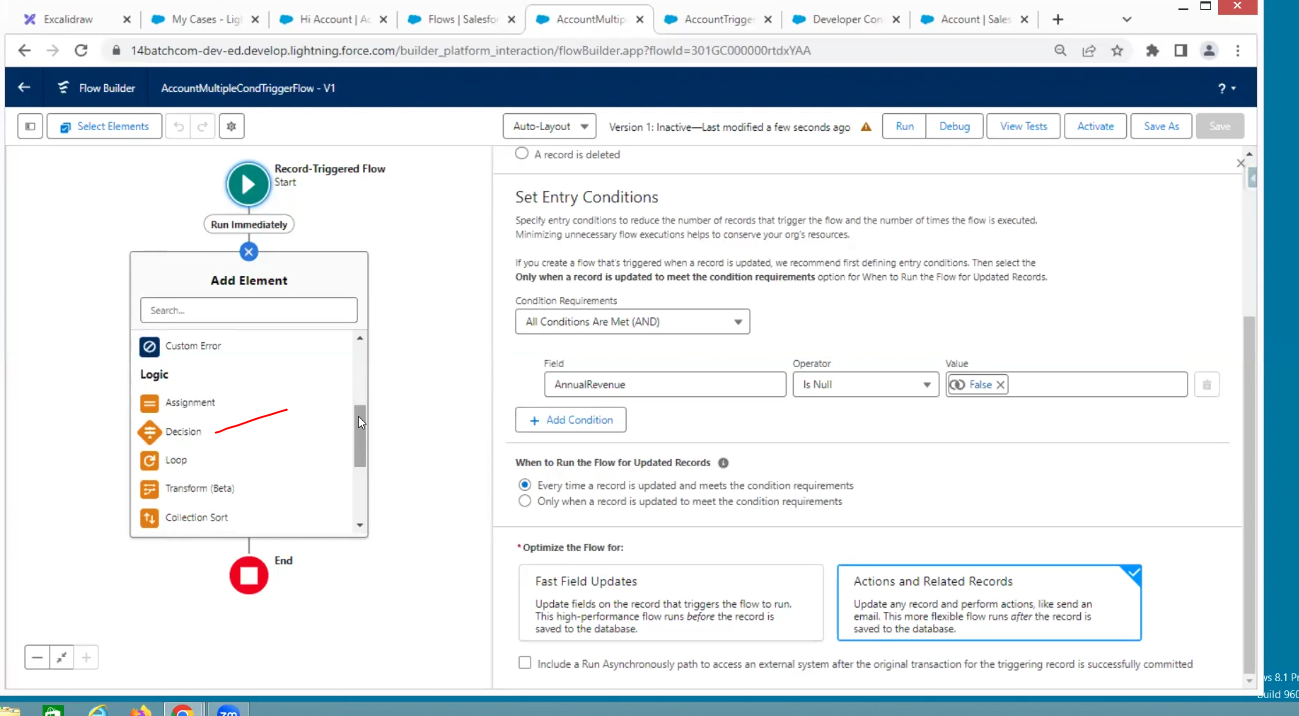 Excalidraw
My Cases - Ligh
Hi Account | Ac
Flows | Salesfor
AccountMultip
AccountTrigge
Developer Con
Account | Sales
14batchcom-dev-ed.develop.lightning.force.com/builder_platform_interaction/flowBuilder.app?flowId=301GC000000rtdxYAA
Flow Builder
AccountMultipleCondTriggerFlow - V1
?
Select Elements
Auto-Layout
Version 1: Inactive—Last modified a few seconds ago
Run
Debug
View Tests
Activate
Save As
Save
Record-Triggered Flow
Start
Run Immediately
Add Element
Search...
Custom Error
Logic
Assignment
Decision
Loop
Transform (Beta)
Collection Sort
End
A record is deleted
Set Entry Conditions
Specify entry conditions to reduce the number of records that trigger the flow and the number of times the flow is executed.
Minimizing unnecessary flow executions helps to conserve your org's resources.
If you create a flow that's triggered when a record is updated, we recommend first defining entry conditions. Then select the
Only when a record is updated to meet the condition requirements option for When to Run the Flow for Updated Records.
Condition Requirements
All Conditions Are Met (AND)
Field
Operator
Value
AnnualRevenue
Is Null
False
+ Add Condition
When to Run the Flow for Updated Records
Every time a record is updated and meets the condition requirements
Only when a record is updated to meet the condition requirements
* Optimize the Flow for:
Fast Field Updates
Update fields on the record that triggers the flow to run.
This high-performance flow runs before the record is
saved to the database.
Actions and Related Records
Update any record and perform actions, like send an
email. This more flexible flow runs after the record is
saved to the database.
Include a Run Asynchronously path to access an external system after the original transaction for the triggering record is successfully committed
ws 8.1 Pr
uild 960
zm